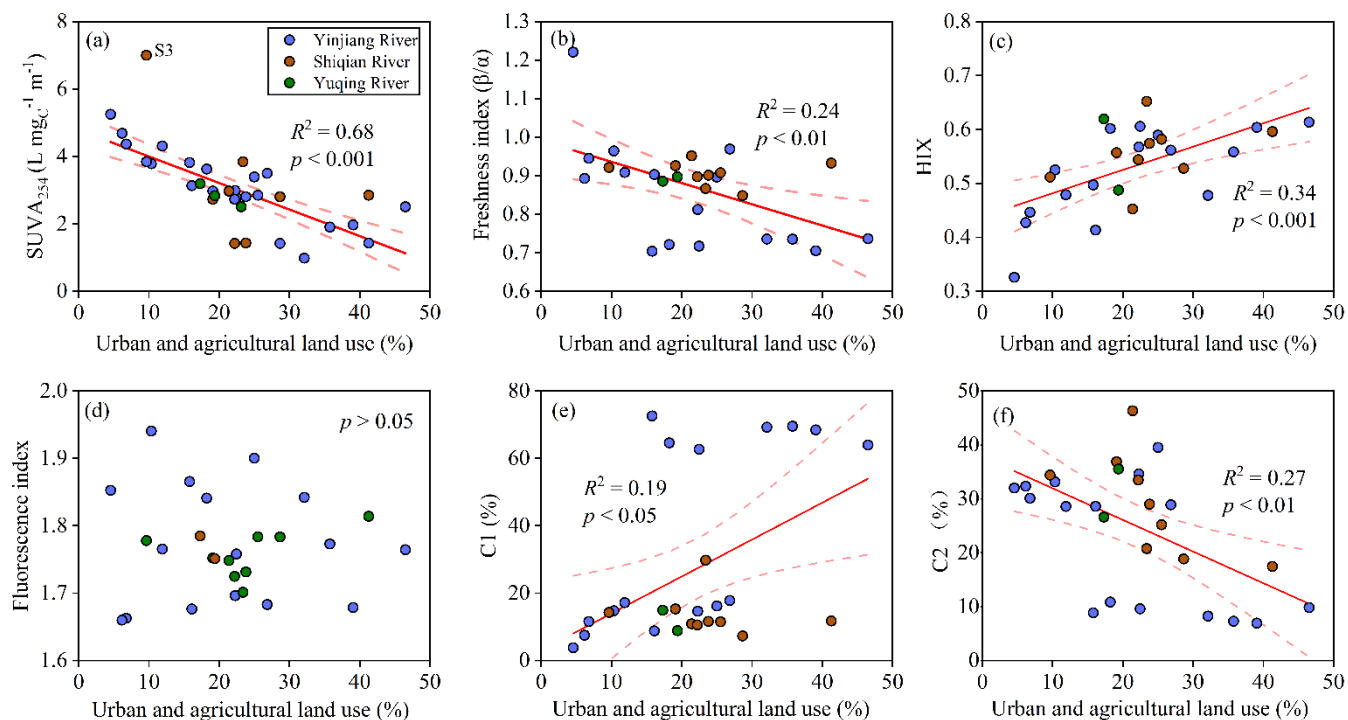 (a)
S3
Yinjiang River
Shiqian River
Yuqing River
R² = 0.68
p < 0.001
SUVA₂₅₄ (L mg_C⁻¹ m⁻¹)
8
6
4
2
0
0 10 20 30 40 50
Urban and agricultural land use (%)
(b)
R² = 0.24
p < 0.01
Freshness index (β/α)
1.3
1.2
1.1
1.0
0.9
0.8
0.7
0.6
0 10 20 30 40 50
Urban and agricultural land use (%)
(c)
R² = 0.34
p < 0.001
HIX
0.8
0.7
0.6
0.5
0.4
0.3
0 10 20 30 40 50
Urban and agricultural land use (%)
(d)
p > 0.05
Fluorescence index
2.0
1.9
1.8
1.7
1.6
0 10 20 30 40 50
Urban and agricultural land use (%)
(e)
R² = 0.19
p < 0.05
C1 (%)
80
60
40
20
0
0 10 20 30 40 50
Urban and agricultural land use (%)
(f)
R² = 0.27
p < 0.01
C2 (%)
50
40
30
20
10
0
0 10 20 30 40 50
Urban and agricultural land use (%)